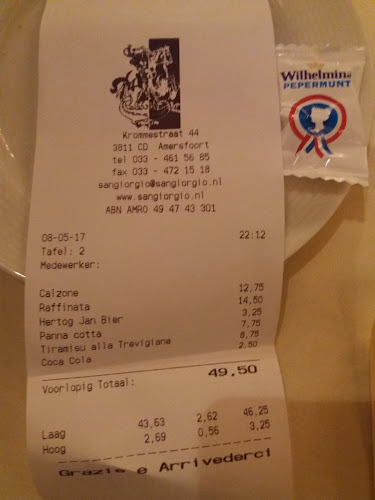 Krommestraat 44
3811 CD Amersfoort
tel 033 - 461 56 85
fax 033 - 472 15 18
sangiorgio@sangiorgio.nl
www.sangiorgio.nl
ABN AMRO 49 47 43 301
08-05-17 22:12
Tafel: 2
Medewerker:
Calzone 12,75
Raffinata 14,50
Hertog Jan Bier 3,25
Panna cotta 7,75
Tiramisu alla Trevigiana 8,75
Coca Cola 2,50
Voorlopig Totaal: 49,50
Laag 43,63 2,62 46,25
Hoog 2,69 0,56 3,25
Grazie e Arrivederci
Wilhelmina
PEPERMUNT